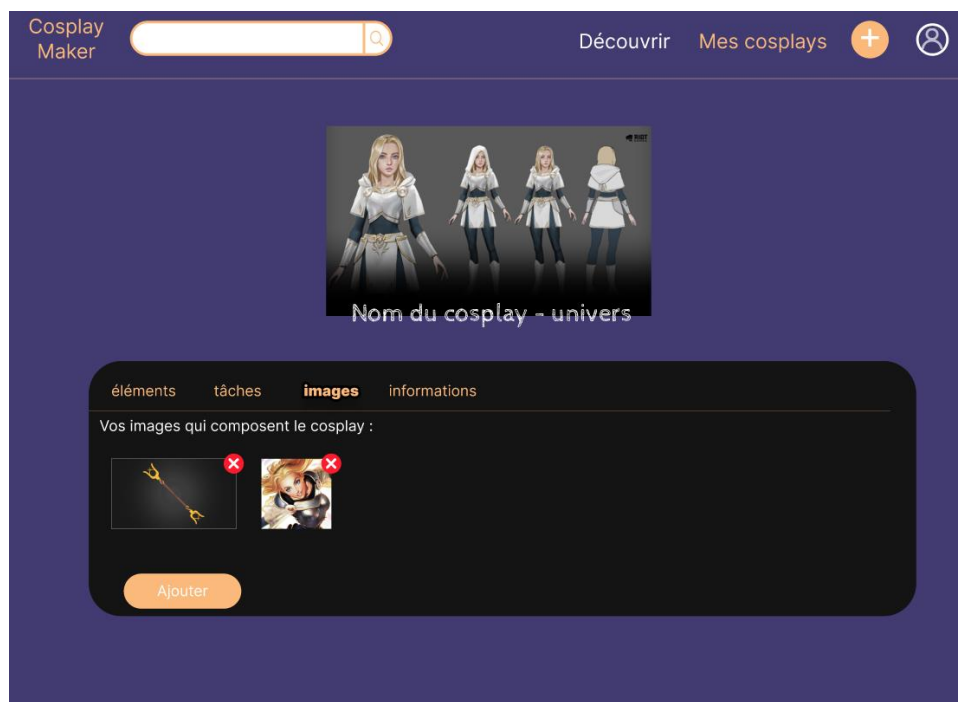 Cosplay
Maker
Découvrir
Mes cosplays
RIOT
Nom du cosplay - univers
éléments
tâches
images
informations
Vos images qui composent le cosplay :
Ajouter